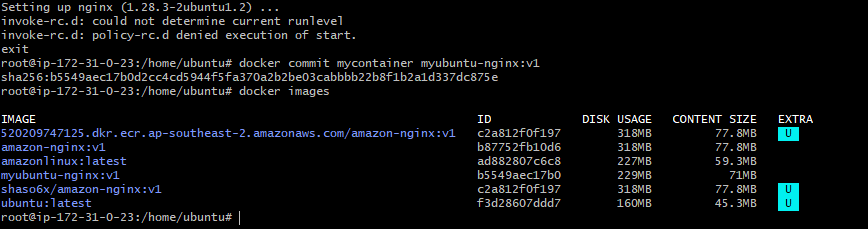 Setting up nginx (1.28.3-2ubuntu1.2) ...
invoke-rc.d: could not determine current runlevel
invoke-rc.d: policy-rc.d denied execution of start.
exit
root@ip-172-31-0-23:/home/ubuntu# docker commit mycontainer myubuntu-nginx:v1
sha256:b5549aec17b0d2cc4cd5944f5fa370a2b2be03cabbbb22b8f1b2a1d337dc875e
root@ip-172-31-0-23:/home/ubuntu# docker images
IMAGE ID DISK USAGE CONTENT SIZE EXTRA
520209747125.dkr.ecr.ap-southeast-2.amazonaws.com/amazon-nginx:v1 c2a812f0f197 318MB 77.8MB U
amazon-nginx:v1 b87752fb10d6 318MB 77.8MB
amazonlinux:latest ad882807c6c8 227MB 59.3MB
myubuntu-nginx:v1 b5549aec17b0 229MB 71MB
shaso6x/amazon-nginx:v1 c2a812f0f197 318MB 77.8MB U
ubuntu:latest f3d28607ddd7 160MB 45.3MB U
root@ip-172-31-0-23:/home/ubuntu#